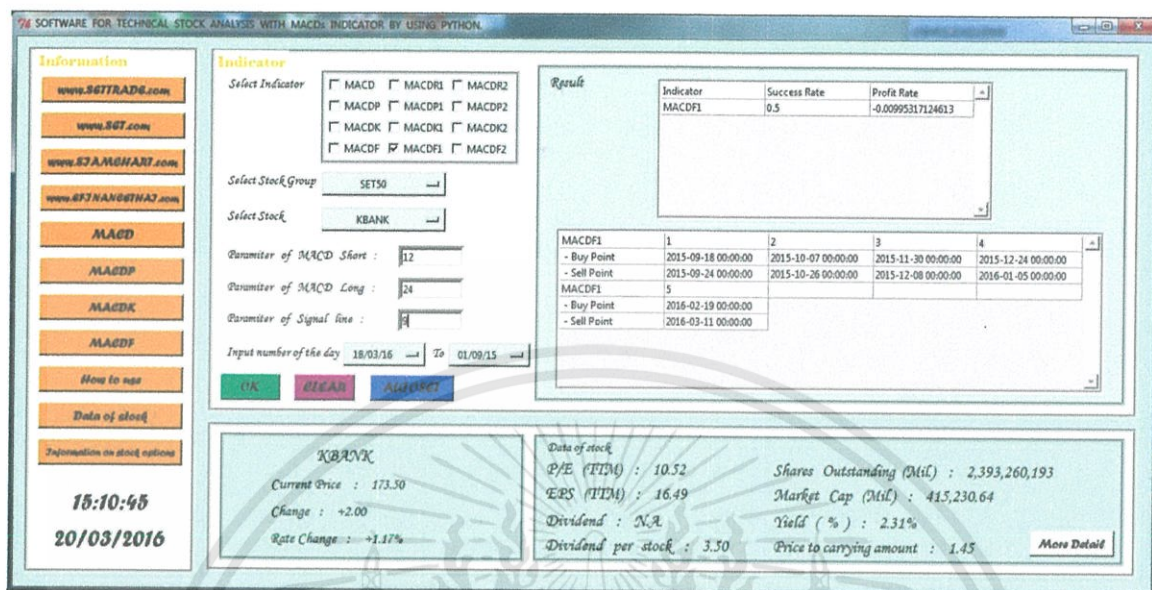 SOFTWARE FOR TECHNICAL STOCK ANALYSIS WITH MACDs INDICATOR BY USING PYTHON.
Information
www.SETTRADE.com
www.SET.com
www.SIAMCHART.com
www.EFINANCETHAI.com
MACD
MACDP
MACDK
MACDF
How to use
Data of stock
Information on stock options
15:10:45
20/03/2016
Indicator
Select Indicator
MACD MACDR1 MACDR2
MACDP MACDP1 MACDP2
MACDK MACDK1 MACDK2
MACDF MACDF1 MACDF2
Select Stock Group SET50
Select Stock KBANK
Paramiter of MACD Short : 12
Paramiter of MACD Long : 24
Paramiter of Signal line : 9
Input number of the day 18/03/16 To 01/09/15
OK CLEAR AUTOSET
Result
Indicator Success Rate Profit Rate
MACDF1 0.5 -0.00995317124613
MACDF1 1 2 3 4
- Buy Point 2015-09-18 00:00:00 2015-10-07 00:00:00 2015-11-30 00:00:00 2015-12-24 00:00:00
- Sell Point 2015-09-24 00:00:00 2015-10-26 00:00:00 2015-12-08 00:00:00 2016-01-05 00:00:00
MACDF1 5
- Buy Point 2016-02-19 00:00:00
- Sell Point 2016-03-11 00:00:00
KBANK
Current Price : 173.50
Change : +2.00
Rate Change : +1.17%
Data of stock
P/E (TTM) : 10.52
EPS (TTM) : 16.49
Dividend : N.A.
Dividend per stock : 3.50
Shares Outstanding (Mil.) : 2,393,260,193
Market Cap (Mil.) : 415,230.64
Yield ( % ) : 2.31%
Price to carrying amount : 1.45
More Detail